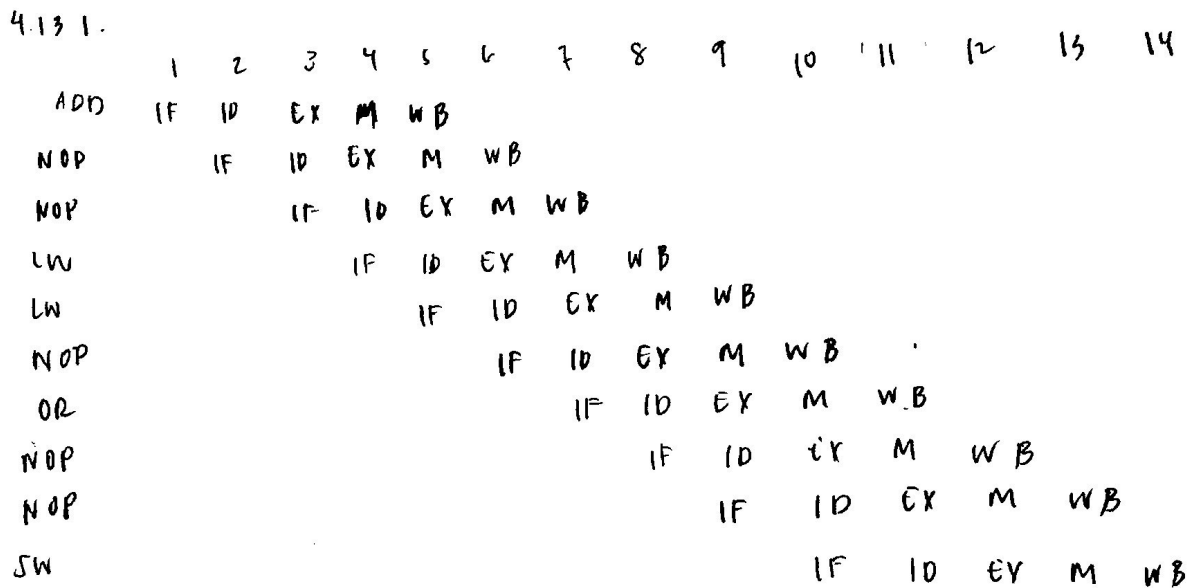 4.13 1.
1 2 3 4 5 6 7 8 9 10 11 12 13 14
ADD IF ID EX M WB
NOP IF ID EX M WB
NOP IF ID EX M WB
LW IF ID EX M WB
LW IF ID EX M WB
NOP IF ID EX M WB
OR IF ID EX M W.B
NOP IF ID EX M WB
NOP IF ID EX M WB
SW IF ID EX M WB